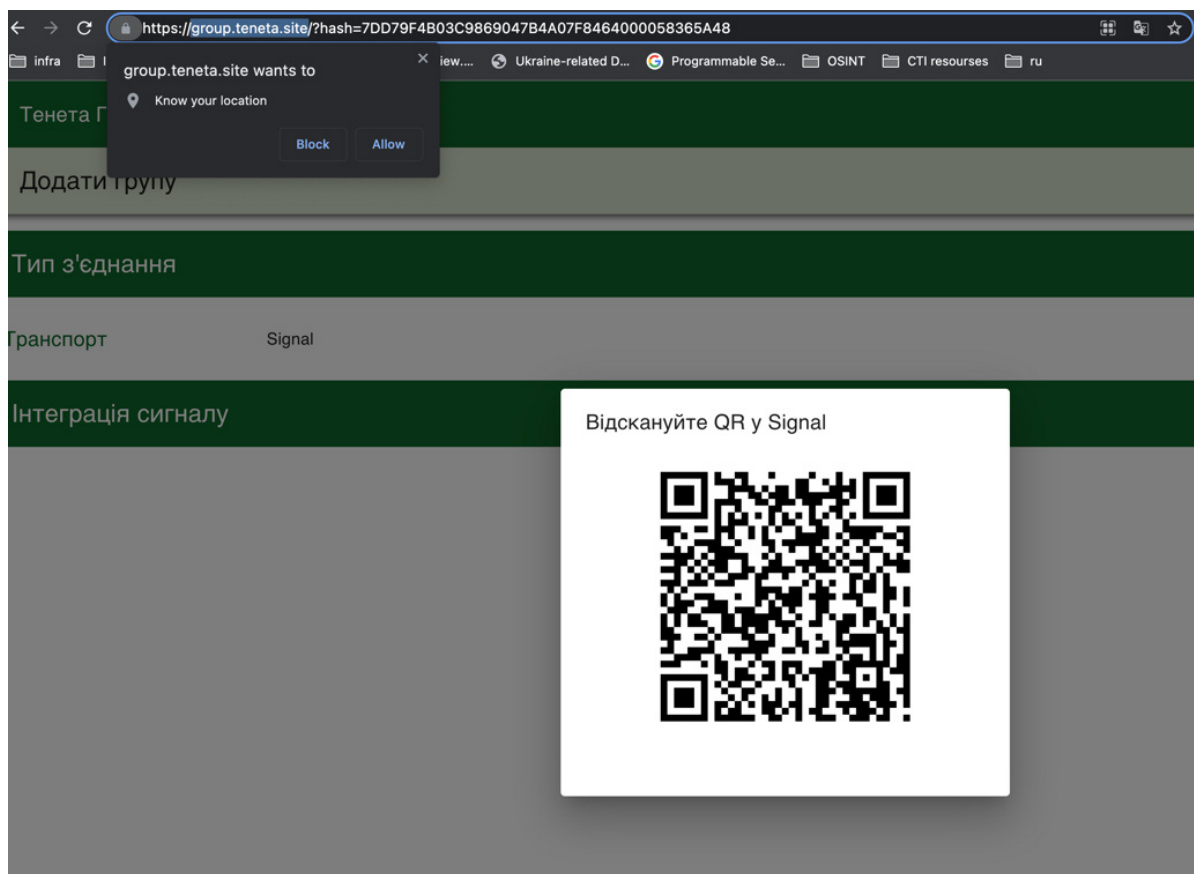 https://group.teneta.site/?hash=7DD79F4B03C9869047B4A07F8464000058365A48
infra
iew....
Ukraine-related D...
Programmable Se...
OSINT
CTI resourses
ru
group.teneta.site wants to
Know your location
Block
Allow
Тенета Г
Додати групу
Тип з'єднання
Транспорт
Signal
Інтеграція сигналу
Відскануйте QR у Signal